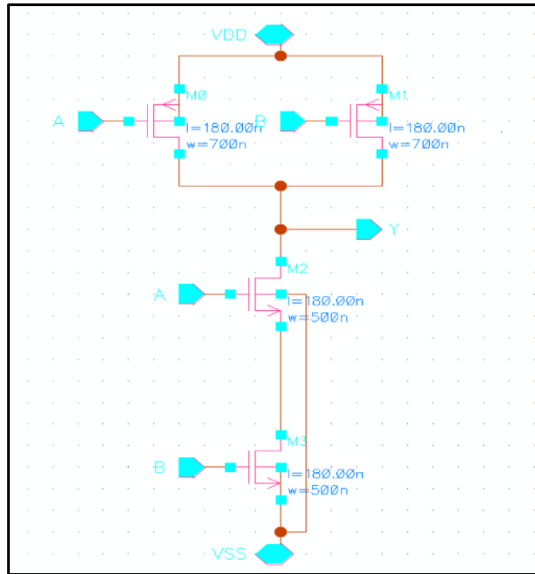 VDD
M0
M1
A
B
l=180.00n
w=700n
l=180.00n
w=700n
Y
M2
A
l=180.00n
w=500n
M3
B
l=180.00n
w=500n
VSS